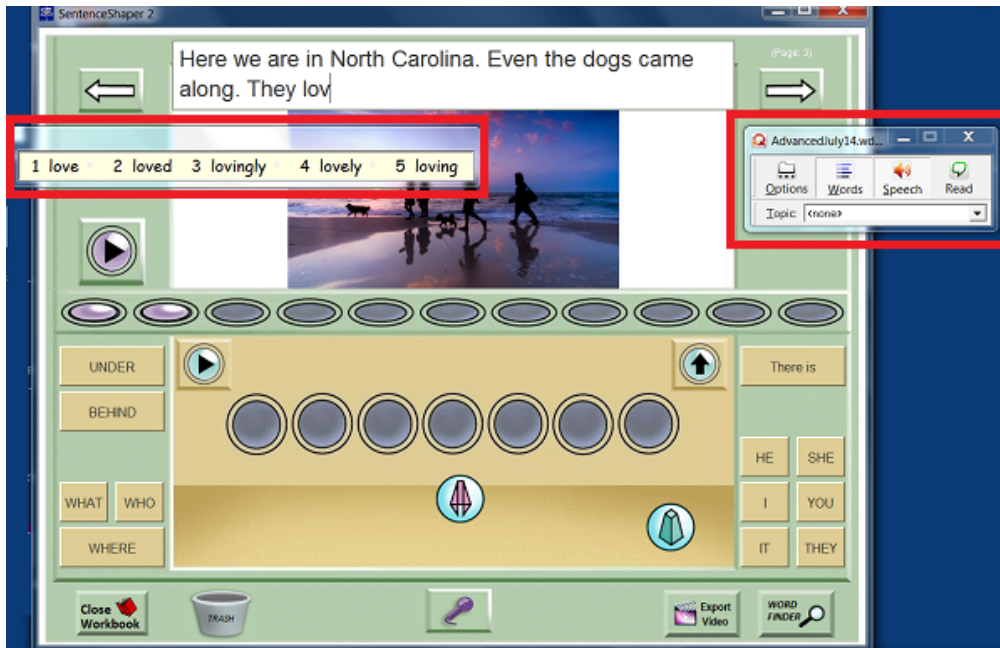 SentenceShaper 2
(Page: 3)
Here we are in North Carolina. Even the dogs came
along. They lov
1 love 2 loved 3 lovingly 4 lovely 5 loving
AdvancedJuly14.wd...
Options Words Speech Read
Topic <none>
UNDER
BEHIND
WHAT WHO
WHERE
There is
HE SHE
I YOU
IT THEY
Close
Workbook
TRASH
Export
Video
WORD
FINDER